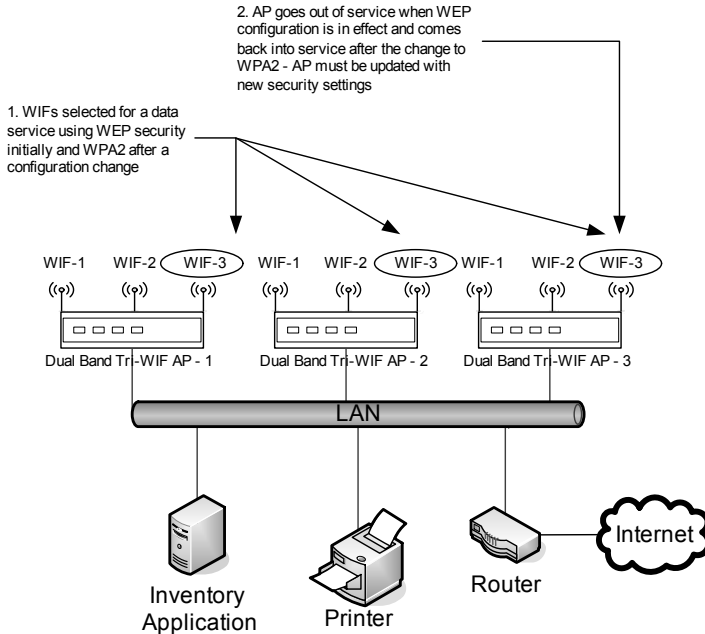 2. AP goes out of service when WEP
configuration is in effect and comes
back into service after the change to
WPA2 - AP must be updated with
new security settings
1. WIFs selected for a data
service using WEP security
initially and WPA2 after a
configuration change
WIF-1 WIF-2 WIF-3 WIF-1 WIF-2 WIF-3 WIF-1 WIF-2 WIF-3
Dual Band Tri-WIF AP - 1 Dual Band Tri-WIF AP - 2 Dual Band Tri-WIF AP - 3
LAN
Internet
Router
Inventory
Application
Printer